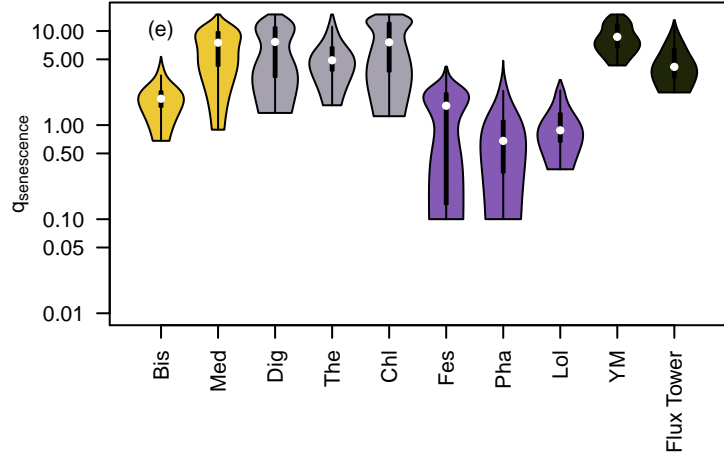 (e)
qsenescence
10.00
5.00
1.00
0.50
0.10
0.05
0.01
Bis
Med
Dig
The
Chl
Fes
Pha
Lol
YM
Flux Tower